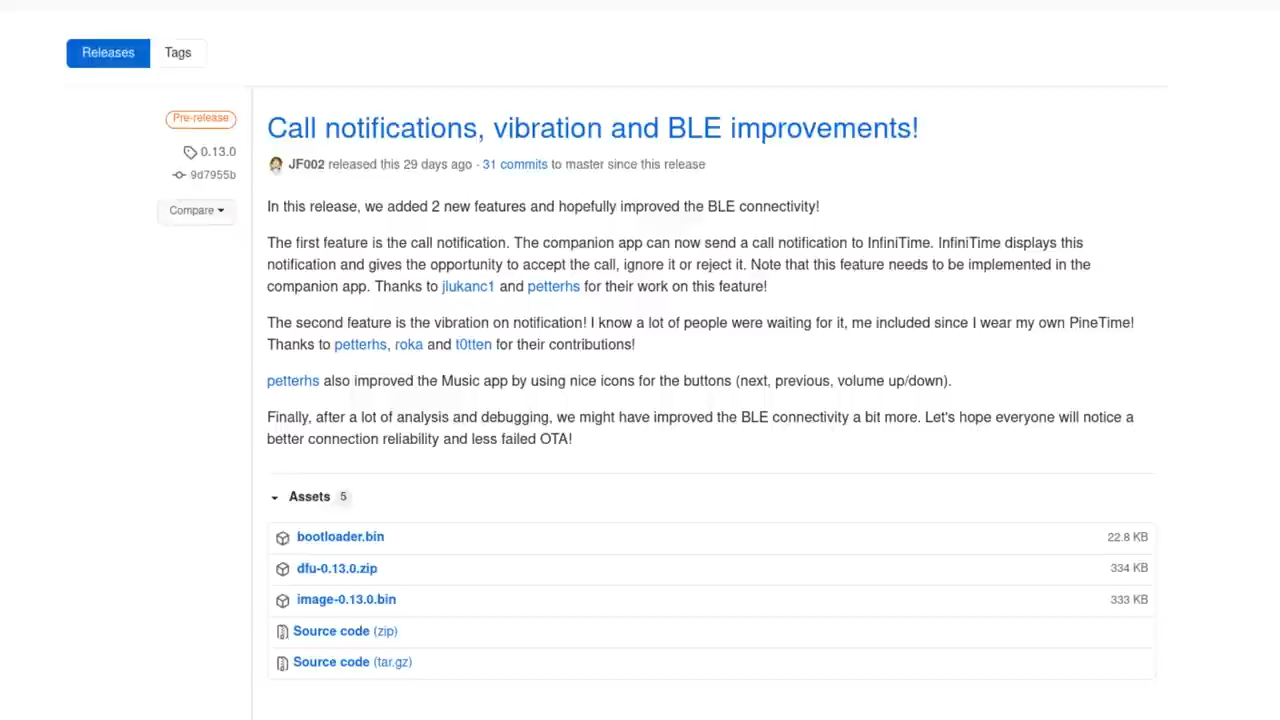 Releases Tags
Pre-release
0.13.0
9d7955b
Compare
Call notifications, vibration and BLE improvements!
JF002 released this 29 days ago · 31 commits to master since this release
In this release, we added 2 new features and hopefully improved the BLE connectivity!
The first feature is the call notification. The companion app can now send a call notification to InfiniTime. InfiniTime displays this
notification and gives the opportunity to accept the call, ignore it or reject it. Note that this feature needs to be implemented in the
companion app. Thanks to jlukanc1 and petterhs for their work on this feature!
The second feature is the vibration on notification! I know a lot of people were waiting for it, me included since I wear my own PineTime!
Thanks to petterhs, roka and t0tten for their contributions!
petterhs also improved the Music app by using nice icons for the buttons (next, previous, volume up/down).
Finally, after a lot of analysis and debugging, we might have improved the BLE connectivity a bit more. Let's hope everyone will notice a
better connection reliability and less failed OTA!
Assets 5
bootloader.bin 22.8 KB
dfu-0.13.0.zip 334 KB
image-0.13.0.bin 333 KB
Source code (zip)
Source code (tar.gz)